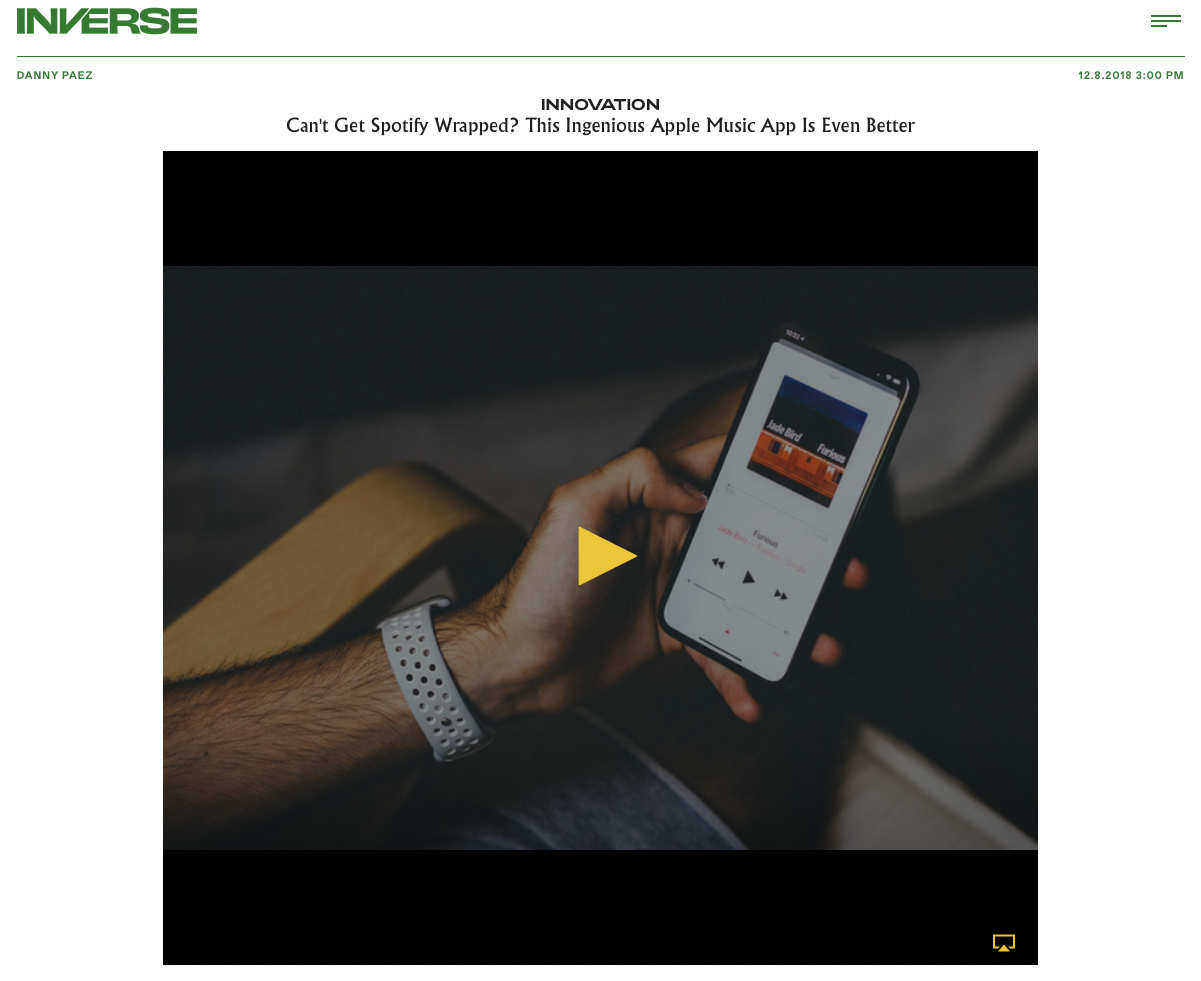 INVERSE
DANNY PAEZ
12.8.2018 3:00 PM
INNOVATION
Can't Get Spotify Wrapped? This Ingenious Apple Music App Is Even Better
Jade Bird
Furious
Furious
Jade Bird — Furious - Single